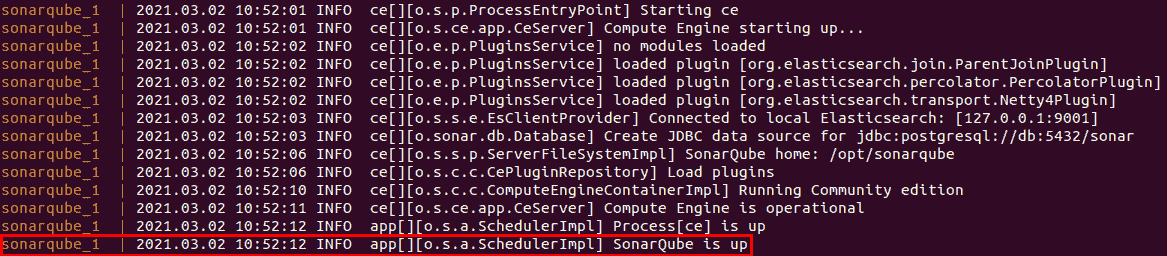 sonarqube_1  | 2021.03.02 10:52:01 INFO  ce[][o.s.p.ProcessEntryPoint] Starting ce
sonarqube_1  | 2021.03.02 10:52:01 INFO  ce[][o.s.ce.app.CeServer] Compute Engine starting up...
sonarqube_1  | 2021.03.02 10:52:02 INFO  ce[][o.e.p.PluginsService] no modules loaded
sonarqube_1  | 2021.03.02 10:52:02 INFO  ce[][o.e.p.PluginsService] loaded plugin [org.elasticsearch.join.ParentJoinPlugin]
sonarqube_1  | 2021.03.02 10:52:02 INFO  ce[][o.e.p.PluginsService] loaded plugin [org.elasticsearch.percolator.PercolatorPlugin]
sonarqube_1  | 2021.03.02 10:52:02 INFO  ce[][o.e.p.PluginsService] loaded plugin [org.elasticsearch.transport.Netty4Plugin]
sonarqube_1  | 2021.03.02 10:52:03 INFO  ce[][o.s.s.e.EsClientProvider] Connected to local Elasticsearch: [127.0.0.1:9001]
sonarqube_1  | 2021.03.02 10:52:03 INFO  ce[][o.sonar.db.Database] Create JDBC data source for jdbc:postgresql://db:5432/sonar
sonarqube_1  | 2021.03.02 10:52:06 INFO  ce[][o.s.s.p.ServerFileSystemImpl] SonarQube home: /opt/sonarqube
sonarqube_1  | 2021.03.02 10:52:06 INFO  ce[][o.s.c.c.CePluginRepository] Load plugins
sonarqube_1  | 2021.03.02 10:52:10 INFO  ce[][o.s.c.c.ComputeEngineContainerImpl] Running Community edition
sonarqube_1  | 2021.03.02 10:52:11 INFO  ce[][o.s.ce.app.CeServer] Compute Engine is operational
sonarqube_1  | 2021.03.02 10:52:12 INFO  app[][o.s.a.SchedulerImpl] Process[ce] is up
sonarqube_1  | 2021.03.02 10:52:12 INFO  app[][o.s.a.SchedulerImpl] SonarQube is up